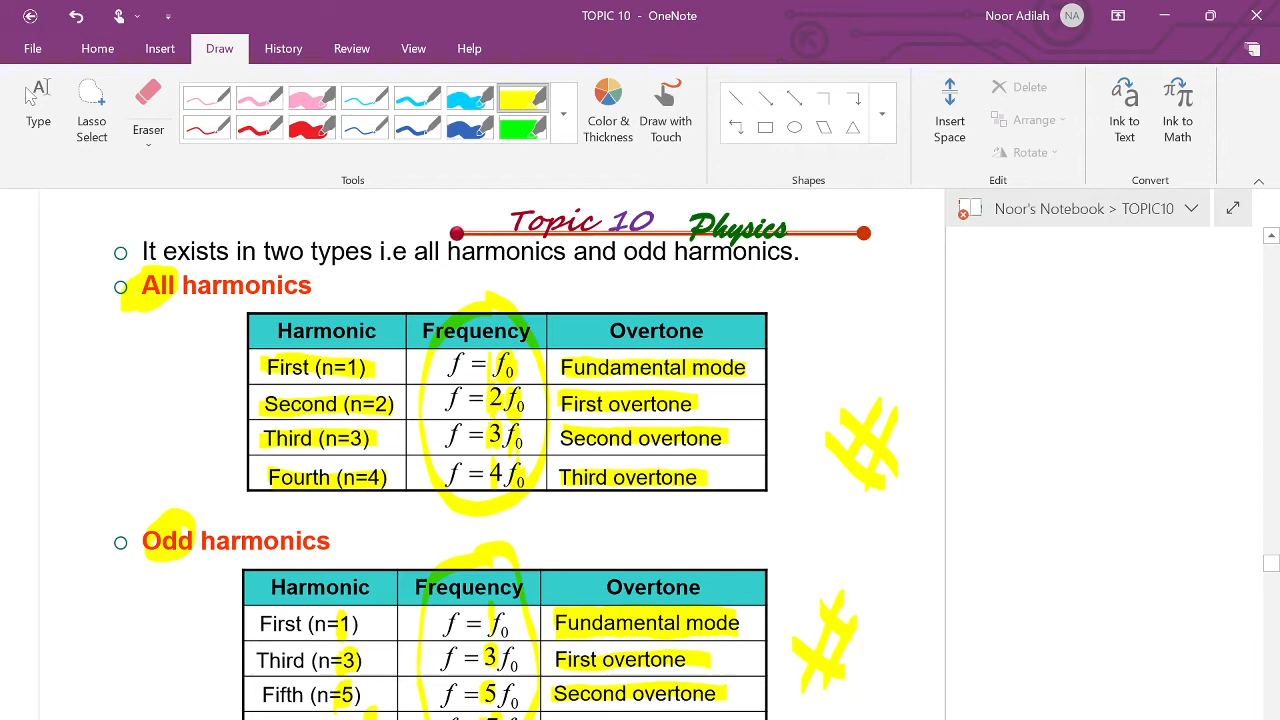 TOPIC 10 - OneNote
Noor Adilah NA
File Home Insert Draw History Review View Help
Type
Lasso Select
Eraser
Color & Thickness
Draw with Touch
Insert Space
Delete
Arrange
Rotate
Ink to Text
Ink to Math
Tools Shapes Edit Convert
Noor's Notebook > TOPIC10
Topic 10 Physics
It exists in two types i.e all harmonics and odd harmonics.
All harmonics
Harmonic Frequency Overtone
First (n=1) f = f₀ Fundamental mode
Second (n=2) f = 2f₀ First overtone
Third (n=3) f = 3f₀ Second overtone
Fourth (n=4) f = 4f₀ Third overtone
Odd harmonics
Harmonic Frequency Overtone
First (n=1) f = f₀ Fundamental mode
Third (n=3) f = 3f₀ First overtone
Fifth (n=5) f = 5f₀ Second overtone